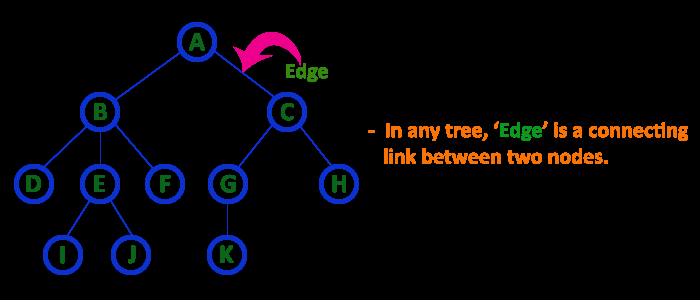 A
Edge
B
C
- In any tree, ‘Edge’ is a connecting
link between two nodes.
D
E
F
G
H
I
J
K